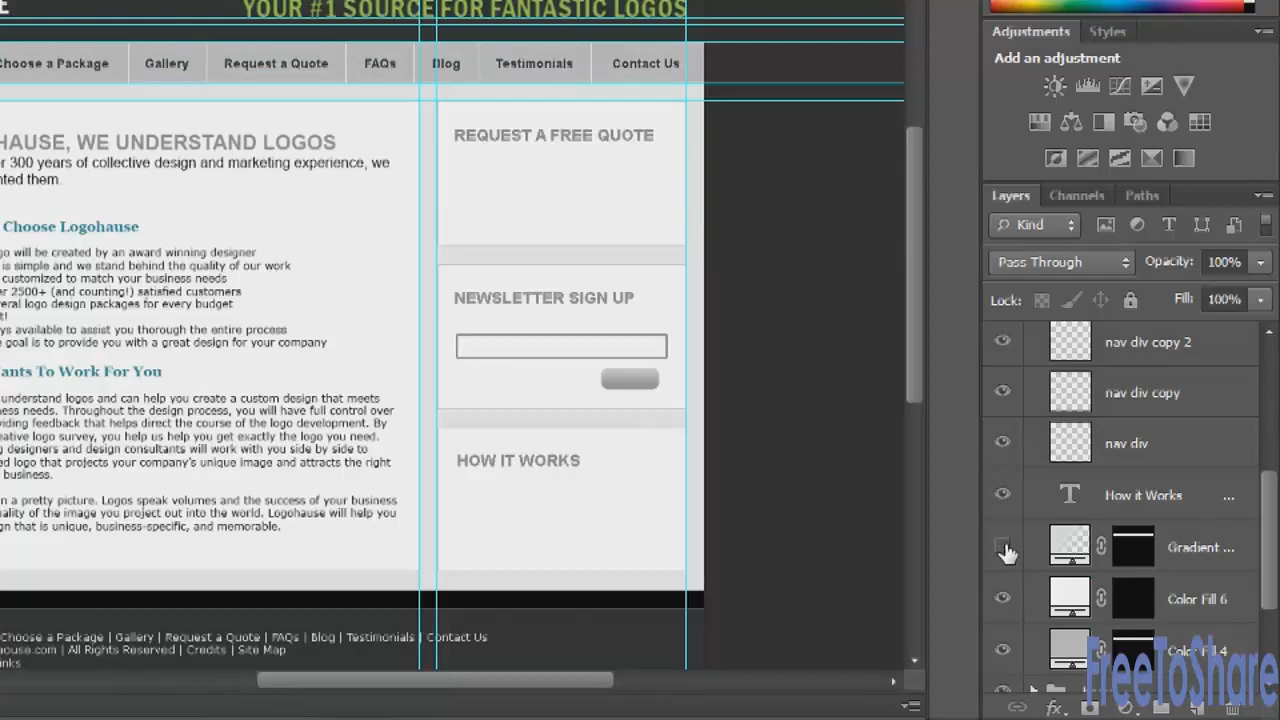 YOUR #1 SOURCE FOR FANTASTIC LOGOS
Choose a Package Gallery Request a Quote FAQs Blog Testimonials Contact Us
HAUSE, WE UNDERSTAND LOGOS
r 300 years of collective design and marketing experience, we
nted them.
Choose Logohause
go will be created by an award winning designer
is simple and we stand behind the quality of our work
customized to match your business needs
r 2500+ (and counting!) satisfied customers
veral logo design packages for every budget
t!
ys available to assist you thorough the entire process
e goal is to provide you with a great design for your company
ants To Work For You
understand logos and can help you create a custom design that meets
ness needs. Throughout the design process, you will have full control over
viding feedback that helps direct the course of the logo development. By
eative logo survey, you help us help you get exactly the logo you need.
g designers and design consultants will work with you side by side to
ed logo that projects your company's unique image and attracts the right
business.
n a pretty picture. Logos speak volumes and the success of your business
uality of the image you project out into the world. Logohause will help you
gn that is unique, business-specific, and memorable.
REQUEST A FREE QUOTE
NEWSLETTER SIGN UP
HOW IT WORKS
Choose a Package | Gallery | Request a Quote | FAQs | Blog | Testimonials | Contact Us
house.com | All Rights Reserved | Credits | Site Map
inks
Adjustments Styles
Add an adjustment
Layers Channels Paths
Kind
Pass Through Opacity: 100%
Lock: Fill: 100%
nav div copy 2
nav div copy
nav div
How it Works ...
Gradient ...
Color Fill 6
Color Fill 4
fx
FreeToShare